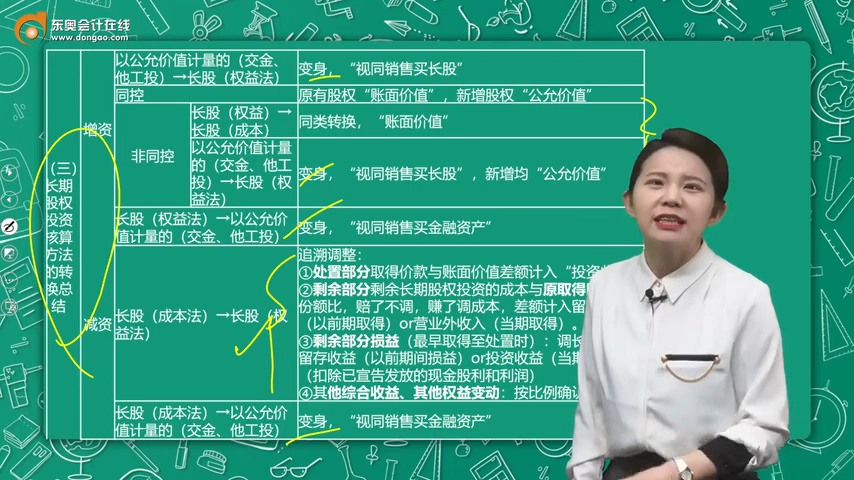 东奥会计在线
www.dongao.com
（三）
长期
股权
投资
核算
方法
的转
换总
结
增资
以公允价值计量的（交金、
他工投）→长股（权益法）
变身，“视同销售买长股”
同控
原有股权“账面价值”，新增股权“公允价值”
非同控
长股（权益）→
长股（成本）
同类转换，“账面价值”
以公允价值计量
的（交金、他工
投）→长股（权
益法）
变身，“视同销售买长股”，新增均“公允价值”
减资
长股（权益法）→以公允价
值计量的（交金、他工投）
变身，“视同销售买金融资产”
长股（成本法）→长股（权
益法）
追溯调整：
①处置部分取得价款与账面价值差额计入“投资
②剩余部分剩余长期股权投资的成本与原取得
份额比，赔了不调，赚了调成本，差额计入留
（以前期取得）or营业外收入（当期取得）。
③剩余部分损益（最早取得至处置时）：调长
留存收益（以前期间损益）or投资收益（当
（扣除已宣告发放的现金股利和利润）
④其他综合收益、其他权益变动：按比例确
长股（成本法）→以公允价
值计量的（交金、他工投）
变身，“视同销售买金融资产”